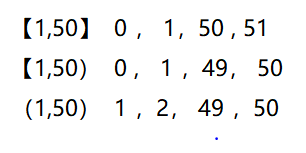 【1,50】 0 , 1, 50 , 51
【1,50) 0 , 1 , 49, 50
(1,50) 1 , 2, 49 , 50